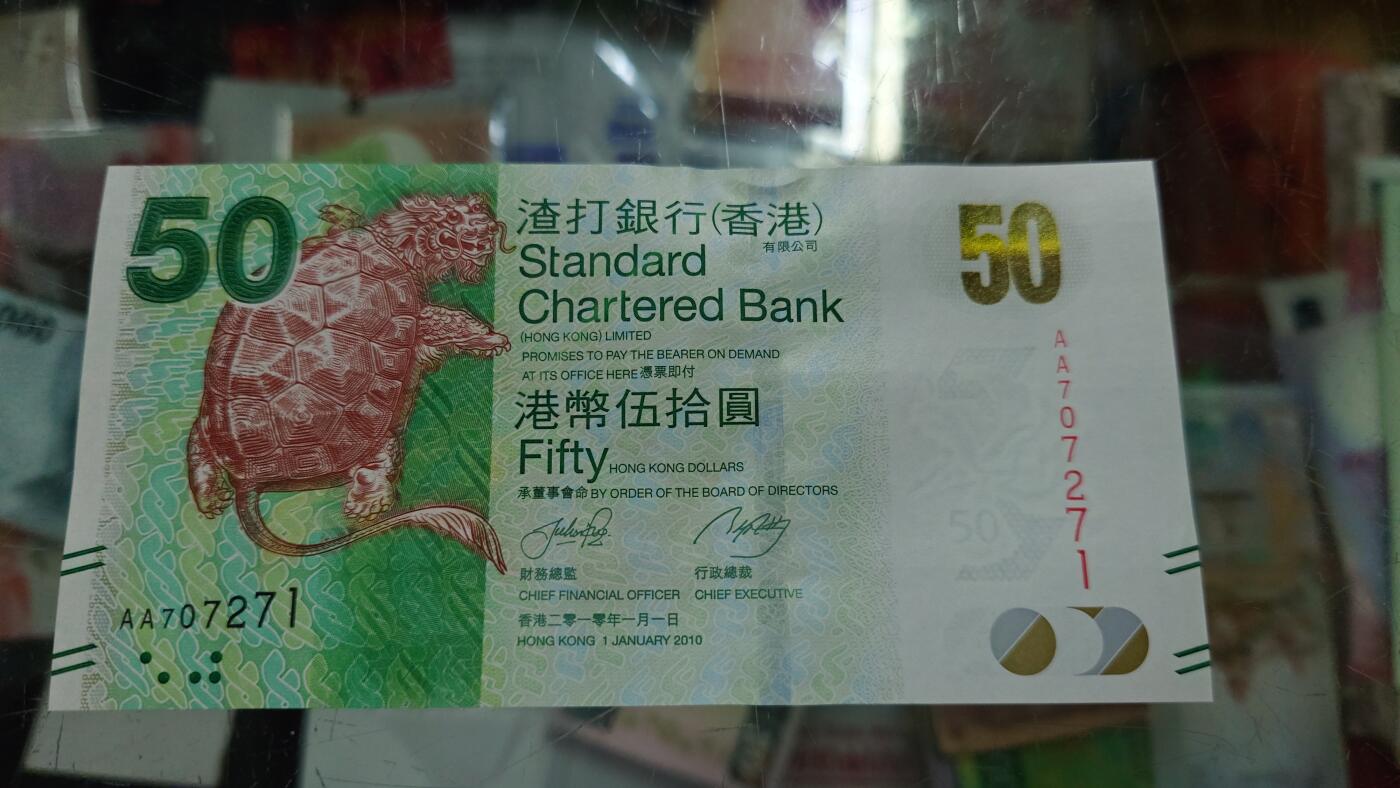 50
渣打銀行(香港)
有限公司
Standard
Chartered Bank
(HONG KONG) LIMITED
PROMISES TO PAY THE BEARER ON DEMAND
AT ITS OFFICE HERE 憑票即付
港幣伍拾圓
Fifty HONG KONG DOLLARS
承董事會命 BY ORDER OF THE BOARD OF DIRECTORS
財務總監 行政總裁
CHIEF FINANCIAL OFFICER CHIEF EXECUTIVE
香港二零一零年一月一日
HONG KONG 1 JANUARY 2010
AA707271
50
AA707271
50